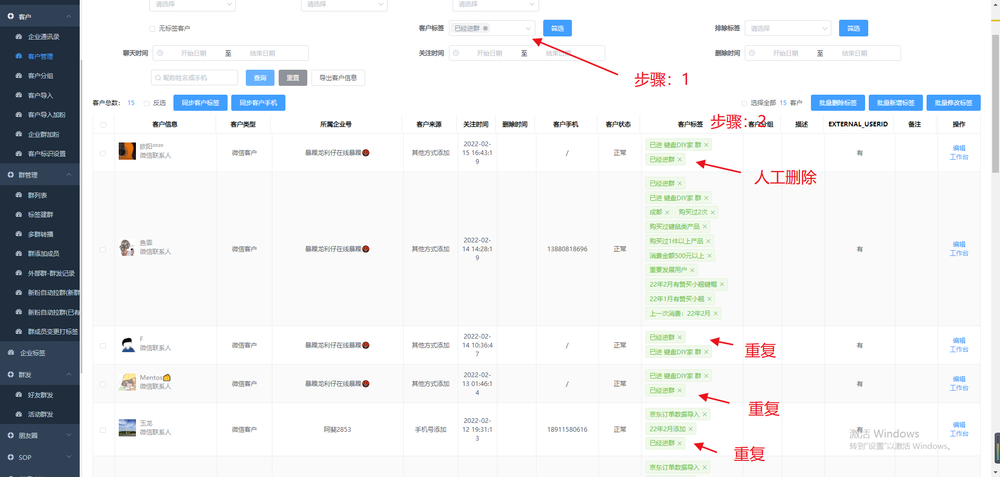 客户
企业通讯录
客户管理
客户分组
客户导入
客户导入加粉
企业群加粉
客户标识设置
群管理
群列表
标签建群
多群转播
群添加成员
外部群-群发记录
新粉自动拉群(新群
新粉自动拉群(已有
群成员变更打标签
企业标签
群发
好友群发
活动群发
朋友圈
SOP
请选择 请选择 请选择
无标签客户 客户标签 已经进群 筛选 排除标签 请选择 筛选
聊天时间 开始日期 至 结束日期 关注时间 开始日期 至 结束日期 删除时间 开始日期 至 结束日期
昵称姓名或手机 查询 重置 导出客户信息
步骤：1
客户总数： 15 反选 同步客户标签 同步客户手机 选择全部 15 客户 批量删除标签 批量新增标签 批量修改标签
步骤：2
客户信息 客户类型 所属企业号 客户来源 关注时间 删除时间 客户手机 客户状态 客户标签 客户分组 描述 EXTERNAL_USERID 备注 操作
欧阳²⁰²⁰
微信联系人
微信客户 暴躁龙利仔在线暴躁 其他方式添加
2022-02-
15 16:43:1
9
/ 正常
已进 键盘DIY家 群
已经进群
有
编辑
工作台
人工删除
鱼霏
微信联系人
微信客户 暴躁龙利仔在线暴躁 其他方式添加
2022-02-
14 14:28:1
9
13880818696 正常
已经进群
已进 键盘DIY家 群
成都 购买过2次
购买过键鼠类产品
购买过1件以上产品
消费金额500元以上
重要发展用户
22年2月有赞买小翘键帽
22年1月有赞买小翘
上一次消费：22年2月
有
编辑
工作台
F
微信联系人
微信客户 暴躁龙利仔在线暴躁 其他方式添加
2022-02-
14 10:36:4
7
/ 正常
已经进群
已进 键盘DIY家 群
重复
有
编辑
工作台
Mentos
微信联系人
微信客户 暴躁龙利仔在线暴躁 其他方式添加
2022-02-
13 01:46:1
4
/ 正常
已进 键盘DIY家 群
已经进群
重复
有
编辑
工作台
玉龙
微信联系人
微信客户 阿斐2853 手机号添加
2022-02-
12 19:31:1
3
18911580616 正常
京东订单数据导入
22年2月添加
已经进群
重复
有
编辑
工作台
京东订单数据导入
激活 Windows
转到"设置"以激活 Windows。